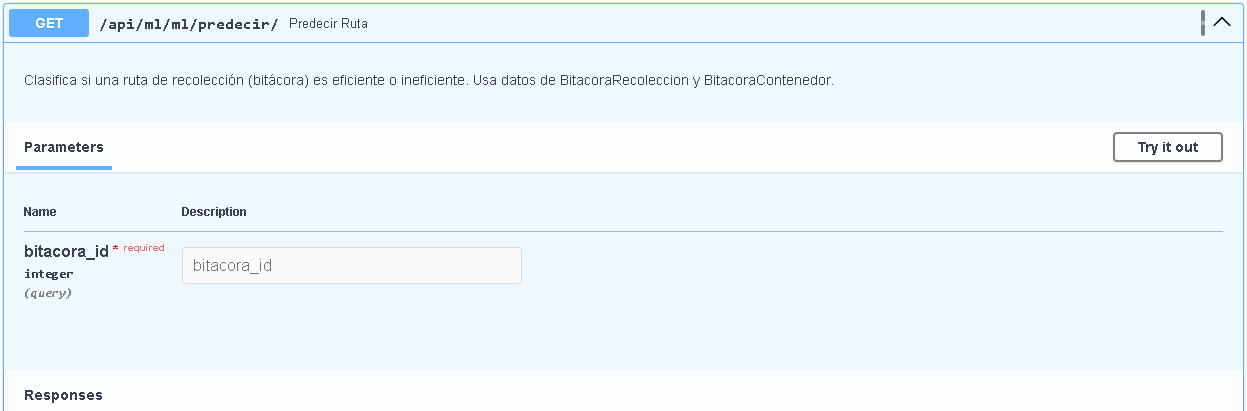 GET /api/ml/ml/predecir/ Predecir Ruta
Clasifica si una ruta de recolección (bitácora) es eficiente o ineficiente. Usa datos de BitacoraRecoleccion y BitacoraContenedor.
Parameters Try it out
Name Description
bitacora_id * required bitacora_id
integer
(query)
Responses